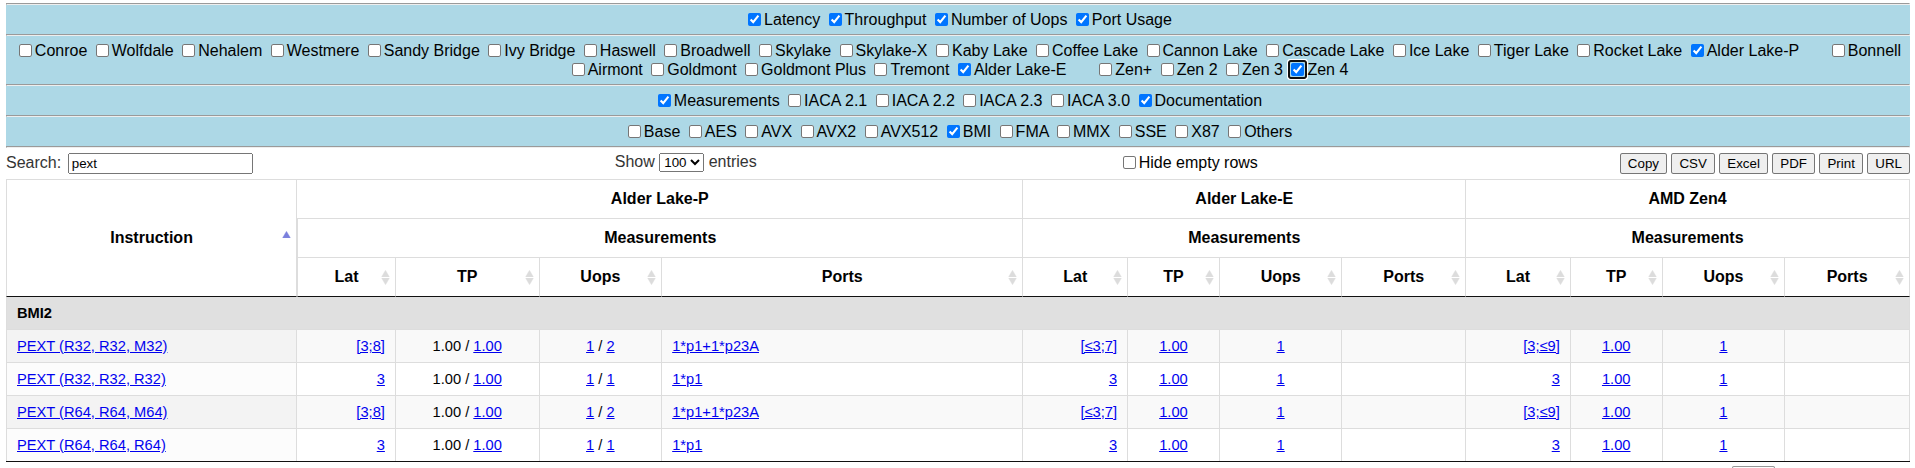 Latency Throughput Number of Uops Port Usage
Conroe Wolfdale Nehalem Westmere Sandy Bridge Ivy Bridge Haswell Broadwell Skylake Skylake-X Kaby Lake Coffee Lake Cannon Lake Cascade Lake Ice Lake Tiger Lake Rocket Lake Alder Lake-P Bonnell
Airmont Goldmont Goldmont Plus Tremont Alder Lake-E Zen+ Zen 2 Zen 3 Zen 4
Measurements IACA 2.1 IACA 2.2 IACA 2.3 IACA 3.0 Documentation
Base AES AVX AVX2 AVX512 BMI FMA MMX SSE X87 Others
Search: pext Show 100 entries Hide empty rows Copy CSV Excel PDF Print URL
Alder Lake-P Alder Lake-E AMD Zen4
Instruction Measurements Measurements Measurements
Lat TP Uops Ports Lat TP Uops Ports Lat TP Uops Ports
BMI2
PEXT (R32, R32, M32) [3;8] 1.00 / 1.00 1 / 2 1*p1+1*p23A [≤3;7] 1.00 1 [3;≤9] 1.00 1
PEXT (R32, R32, R32) 3 1.00 / 1.00 1 / 1 1*p1 3 1.00 1 3 1.00 1
PEXT (R64, R64, M64) [3;8] 1.00 / 1.00 1 / 2 1*p1+1*p23A [≤3;7] 1.00 1 [3;≤9] 1.00 1
PEXT (R64, R64, R64) 3 1.00 / 1.00 1 / 1 1*p1 3 1.00 1 3 1.00 1